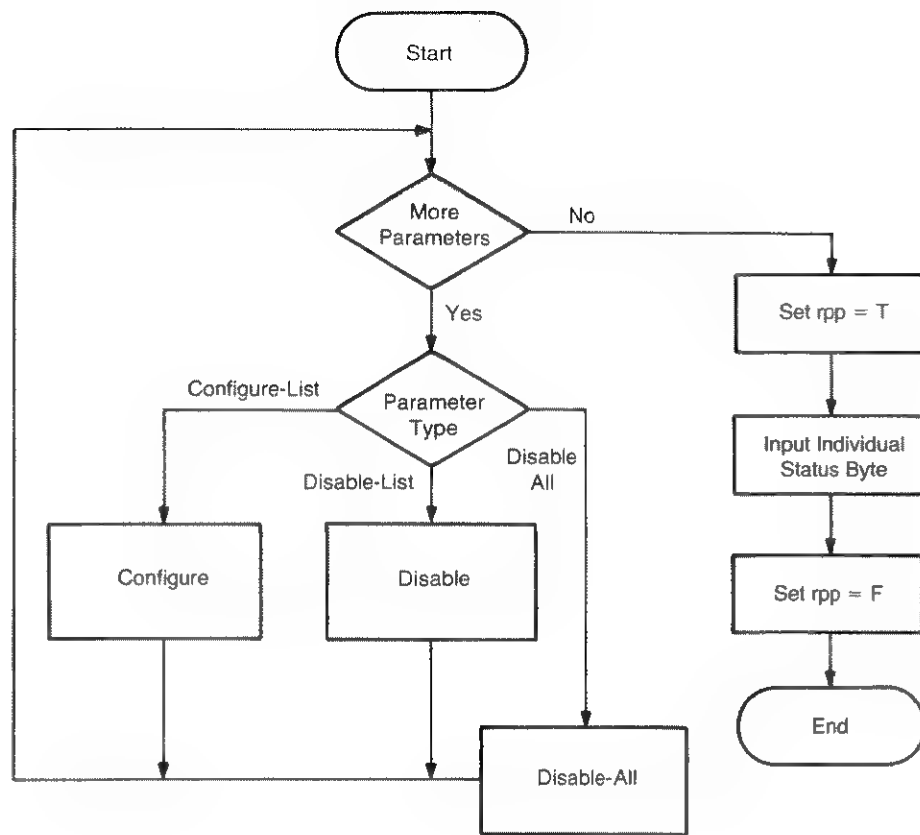 Start
More
Parameters
No
Yes
Set rpp = T
Configure-List
Parameter
Type
Disable
All
Disable-List
Input Individual
Status Byte
Configure
Disable
Set rpp = F
End
Disable-All